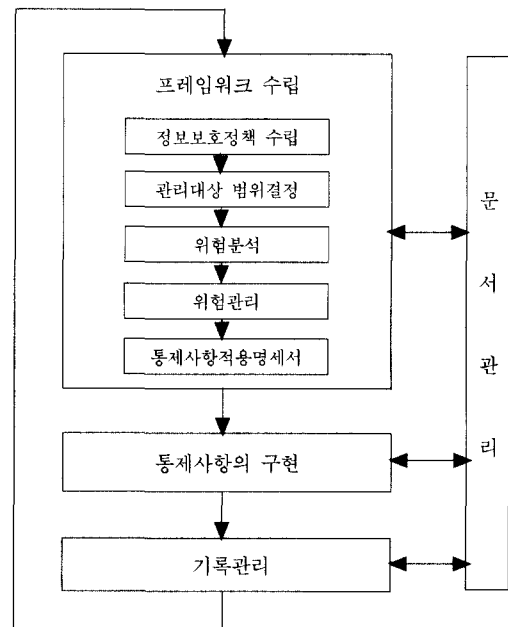 프레임워크 수립
정보보호정책 수립
관리대상 범위결정
위험분석
위험관리
통제사항적용명세서
통제사항의 구현
기록관리
문서관리